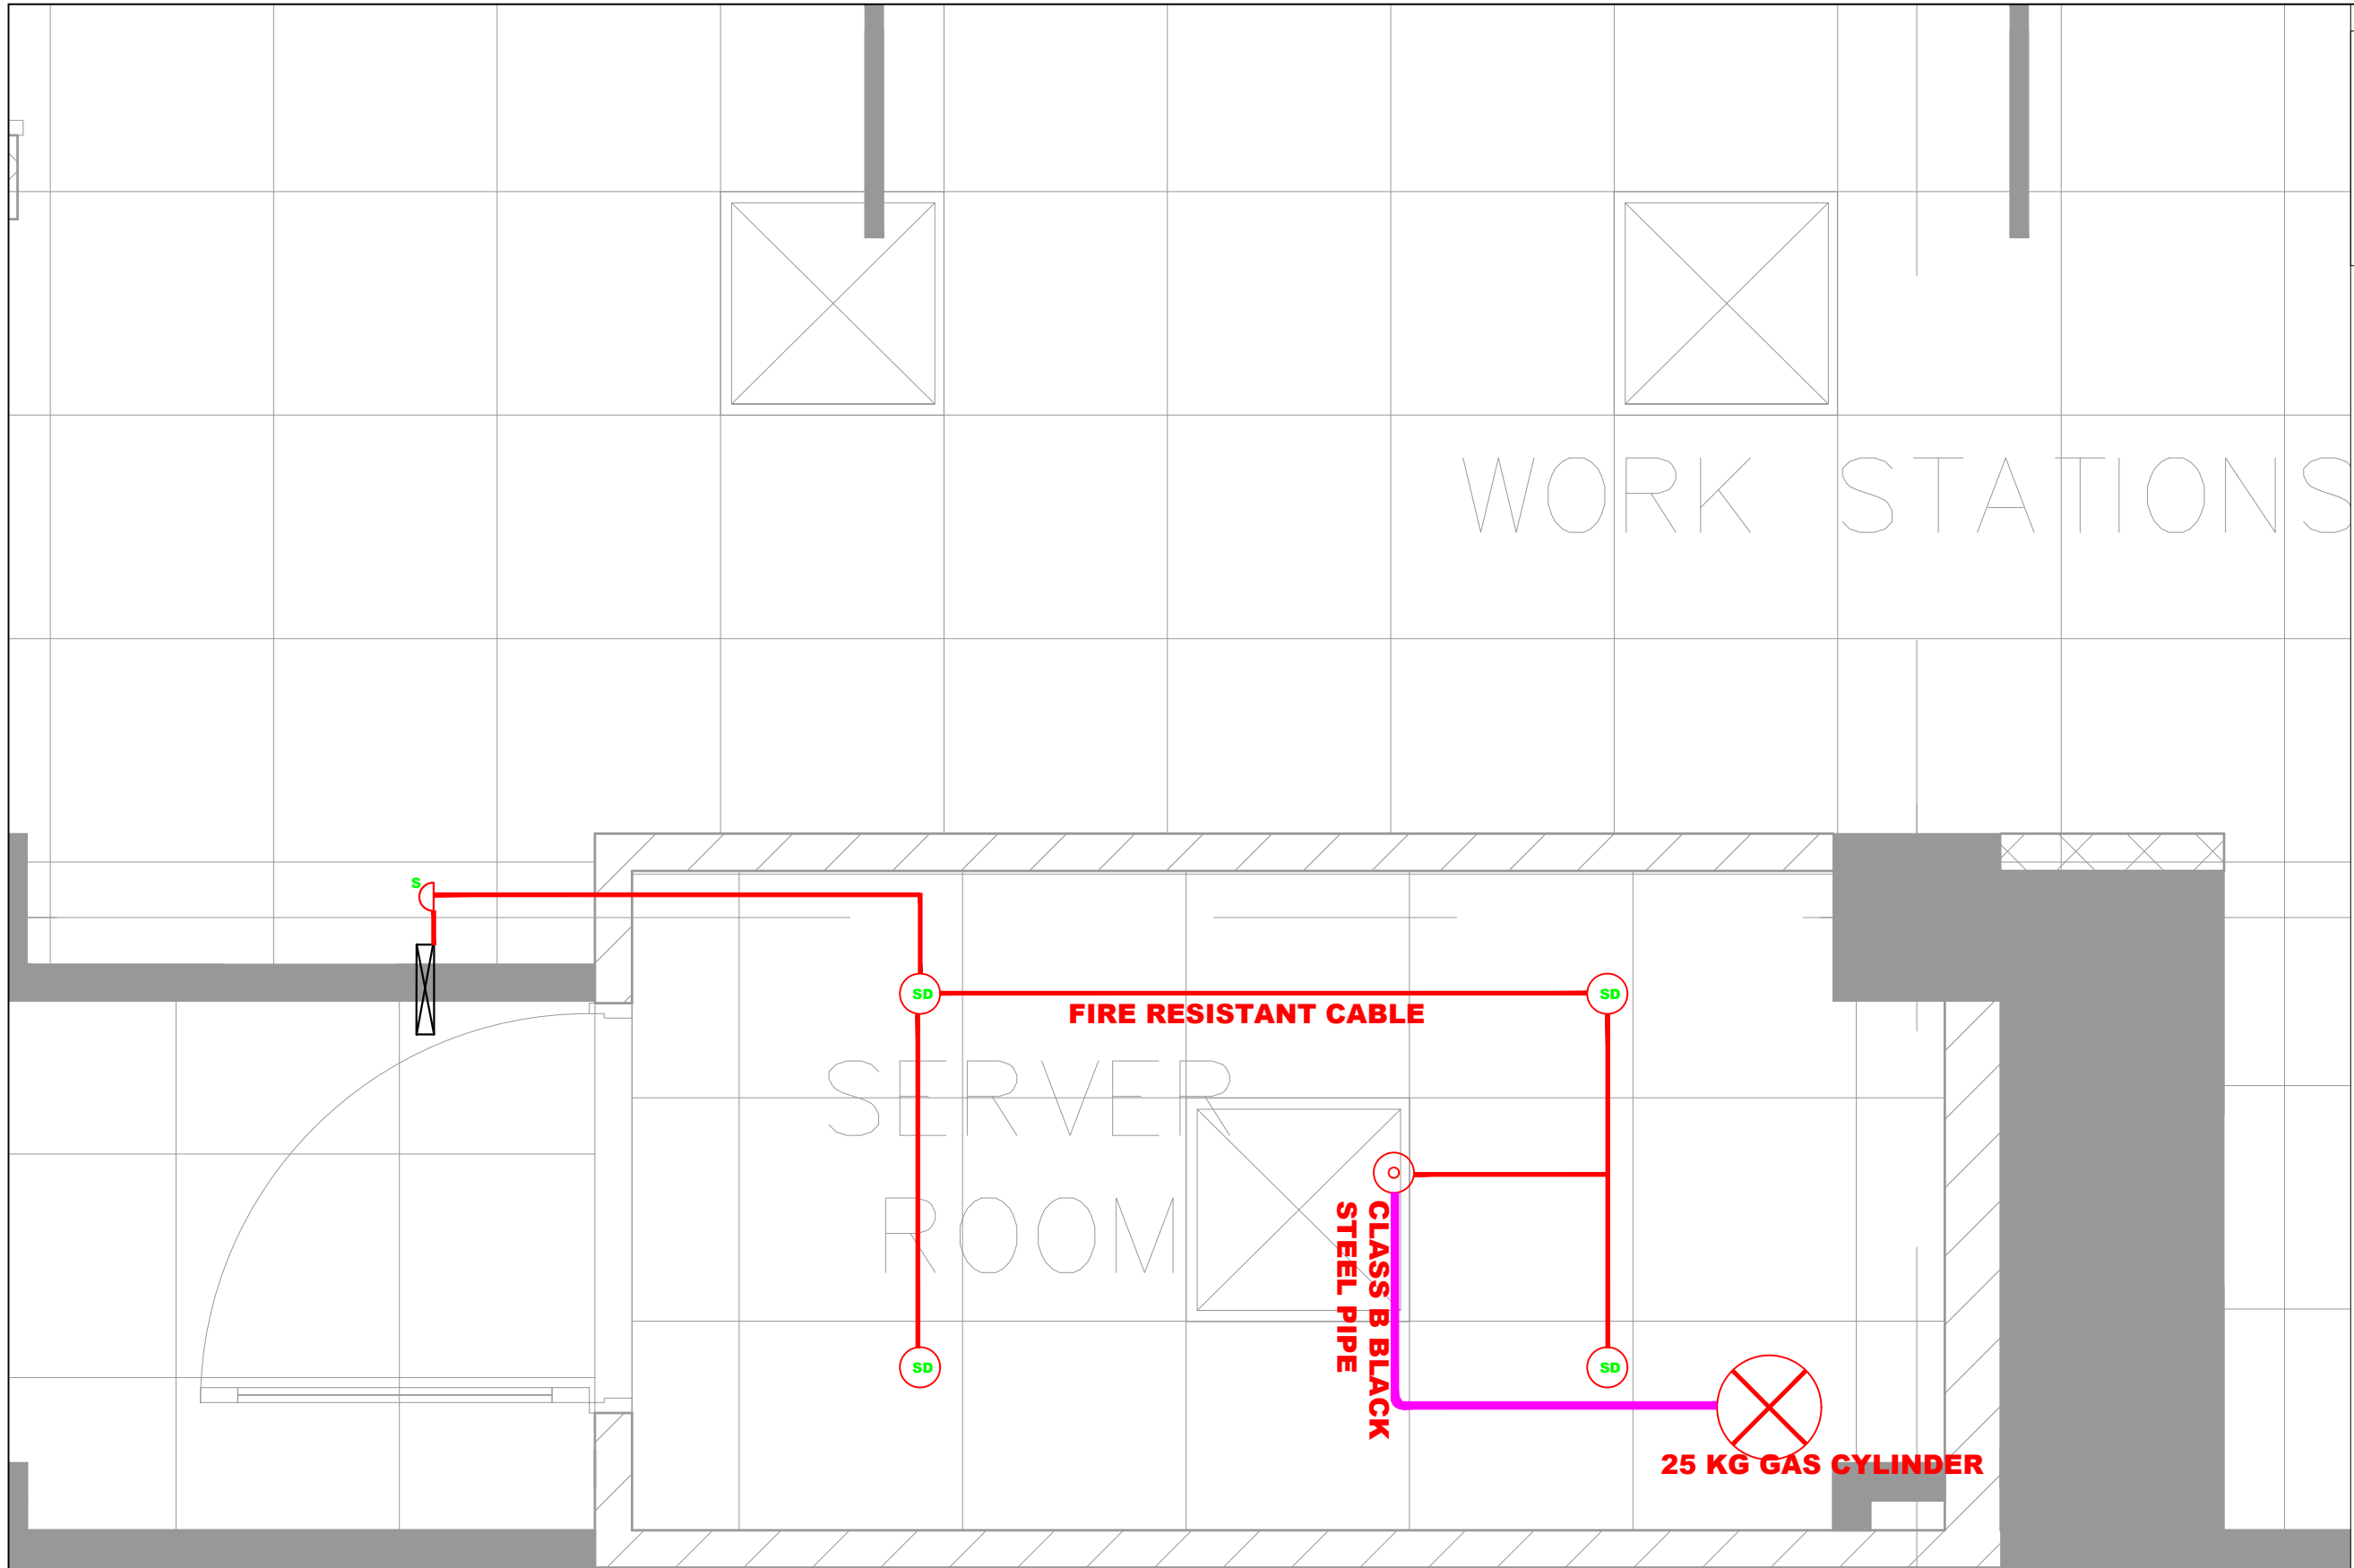 WORK STATIONS
S
SD
SD
FIRE RESISTANT CABLE
SERVER
ROOM
CLASS B BLACK
STEEL PIPE
SD
SD
25 KG GAS CYLINDER